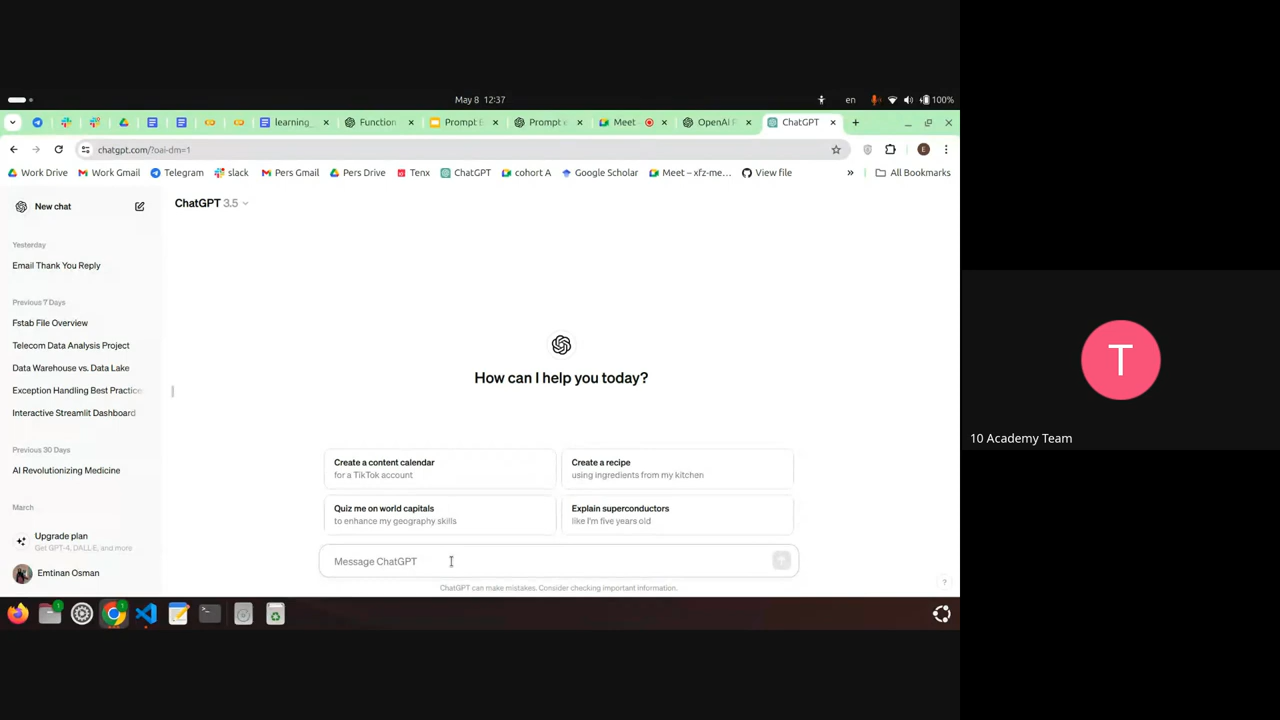 May 8 12:37
en
100%
learning_
Function
Prompt E
Prompt e
Meet
OpenAI P
ChatGPT
chatgpt.com/?oai-dm=1
E
Work Drive
Work Gmail
Telegram
slack
Pers Gmail
Pers Drive
Tenx
ChatGPT
cohort A
Google Scholar
Meet – xfz-me...
View file
All Bookmarks
New chat
ChatGPT 3.5
Yesterday
Email Thank You Reply
Previous 7 Days
Fstab File Overview
Telecom Data Analysis Project
Data Warehouse vs. Data Lake
Exception Handling Best Practice
Interactive Streamlit Dashboard
Previous 30 Days
AI Revolutionizing Medicine
March
Upgrade plan
Get GPT-4, DALL·E, and more
Emtinan Osman
How can I help you today?
Create a content calendar
for a TikTok account
Create a recipe
using ingredients from my kitchen
Quiz me on world capitals
to enhance my geography skills
Explain superconductors
like I'm five years old
Message ChatGPT
ChatGPT can make mistakes. Consider checking important information.
?
1
1
T
10 Academy Team